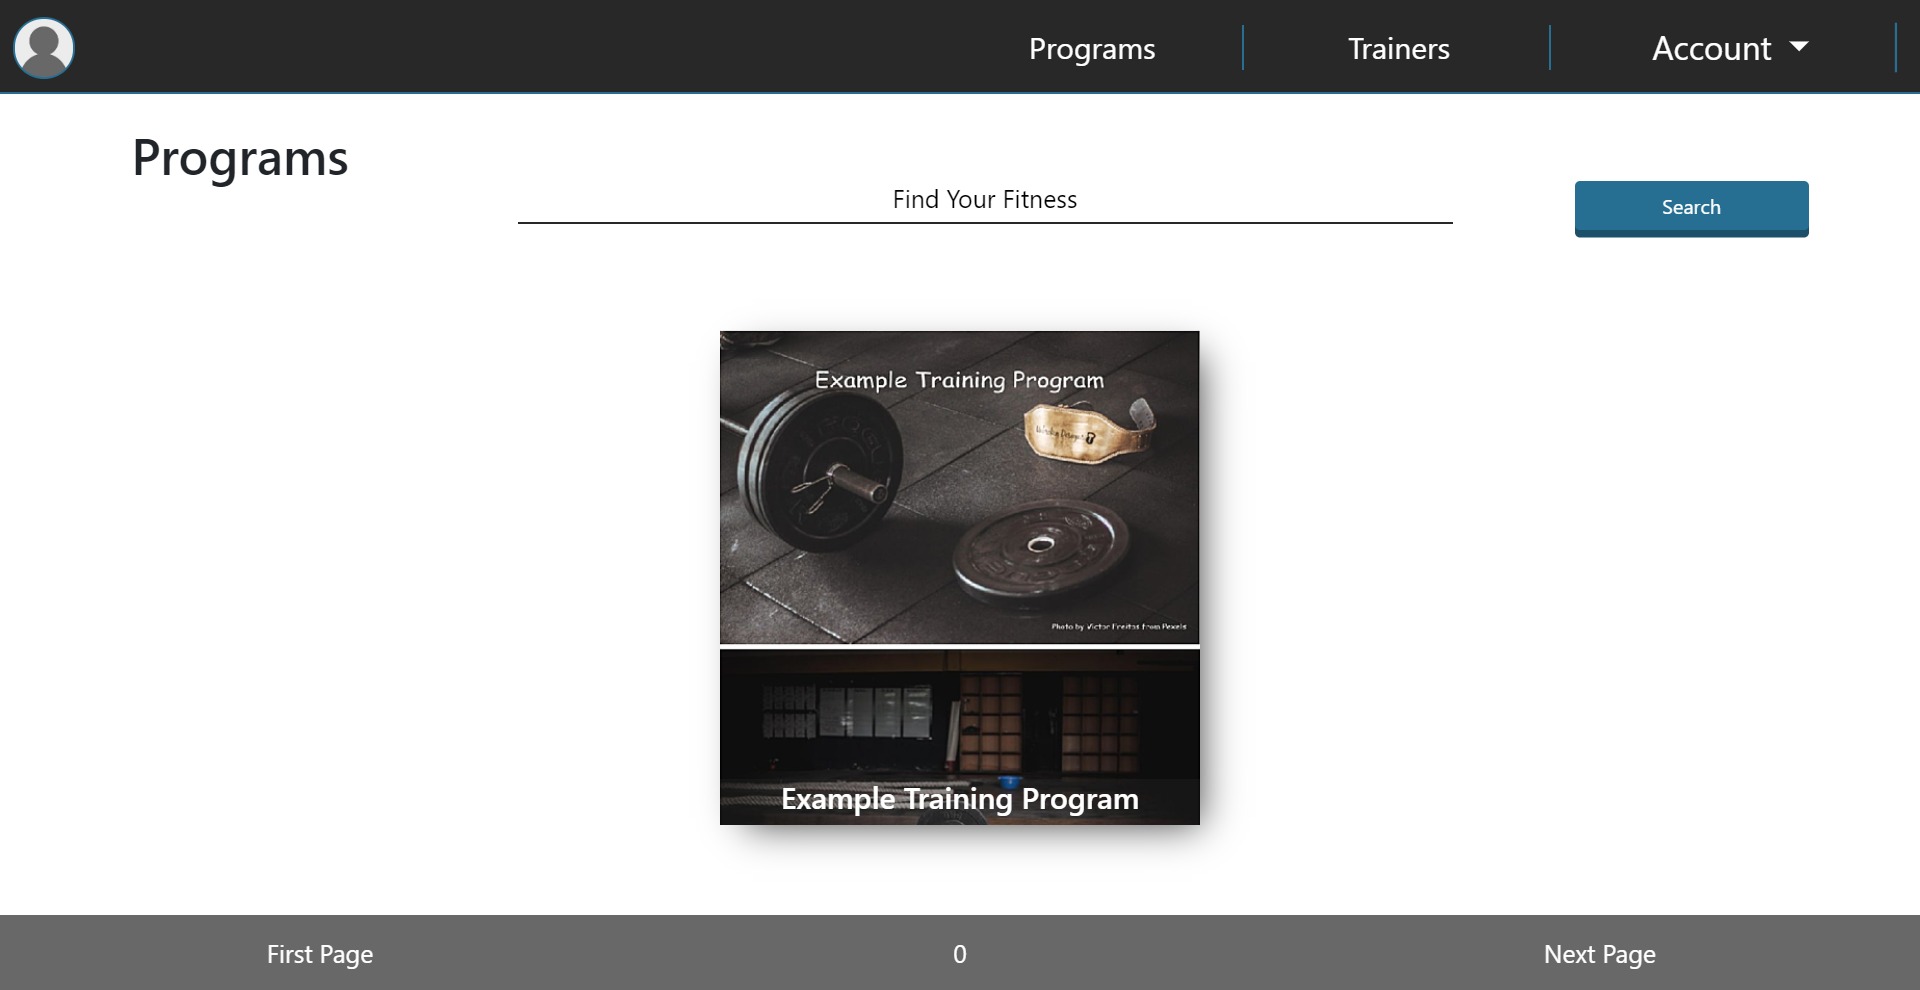 Programs
Trainers
Account
Programs
Find Your Fitness
Search
Example Training Program
Photo by Victor Freitas from Pexels
Example Training Program
First Page
0
Next Page